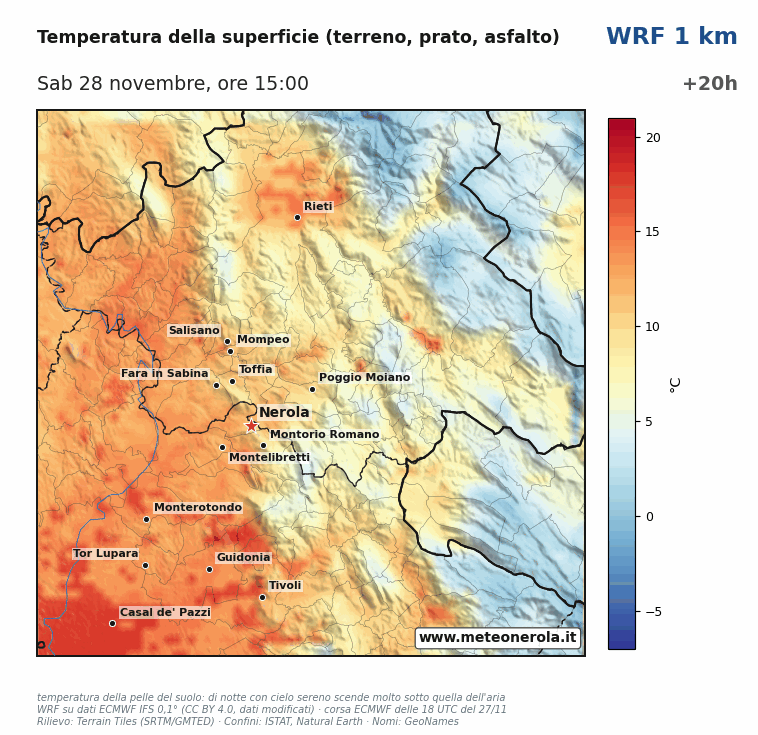 Temperatura della superficie (terreno, prato, asfalto)
WRF 1 km
Sab 28 novembre, ore 15:00
+20h
20
15
10
5
0
−5
°C
Rieti
Salisano
Mompeo
Toffia
Fara in Sabina
Poggio Moiano
Nerola
Montorio Romano
Montelibretti
Monterotondo
Tor Lupara
Guidonia
Tivoli
Casal de' Pazzi
www.meteonerola.it
temperatura della pelle del suolo: di notte con cielo sereno scende molto sotto quella dell'aria
WRF su dati ECMWF IFS 0,1° (CC BY 4.0, dati modificati) · corsa ECMWF delle 18 UTC del 27/11
Rilievo: Terrain Tiles (SRTM/GMTED) · Confini: ISTAT, Natural Earth · Nomi: GeoNames